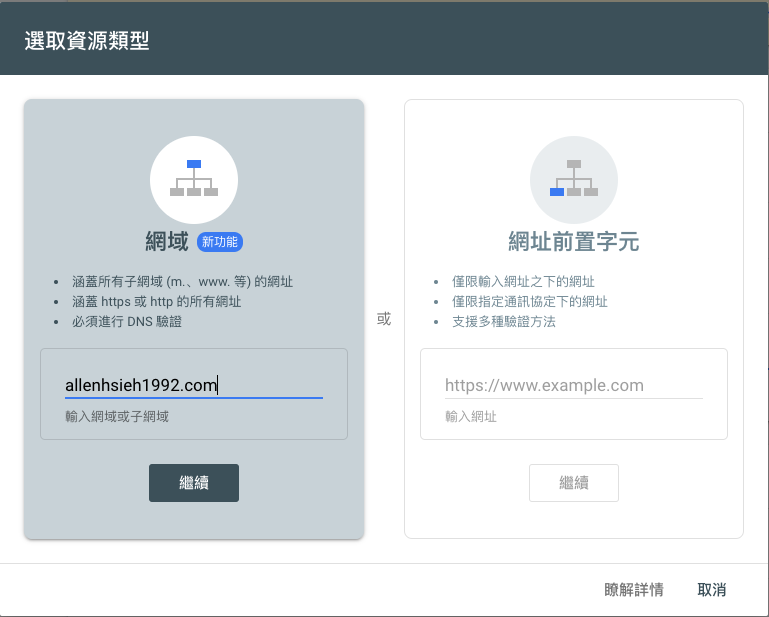 選取資源類型
網域 新功能
• 涵蓋所有子網域 (m.、www. 等) 的網址
• 涵蓋 https 或 http 的所有網址
• 必須進行 DNS 驗證
allenhsieh1992.com
輸入網域或子網域
繼續
或
網址前置字元
• 僅限輸入網址之下的網址
• 僅限指定通訊協定下的網址
• 支援多種驗證方法
https://www.example.com
輸入網址
繼續
瞭解詳情 取消